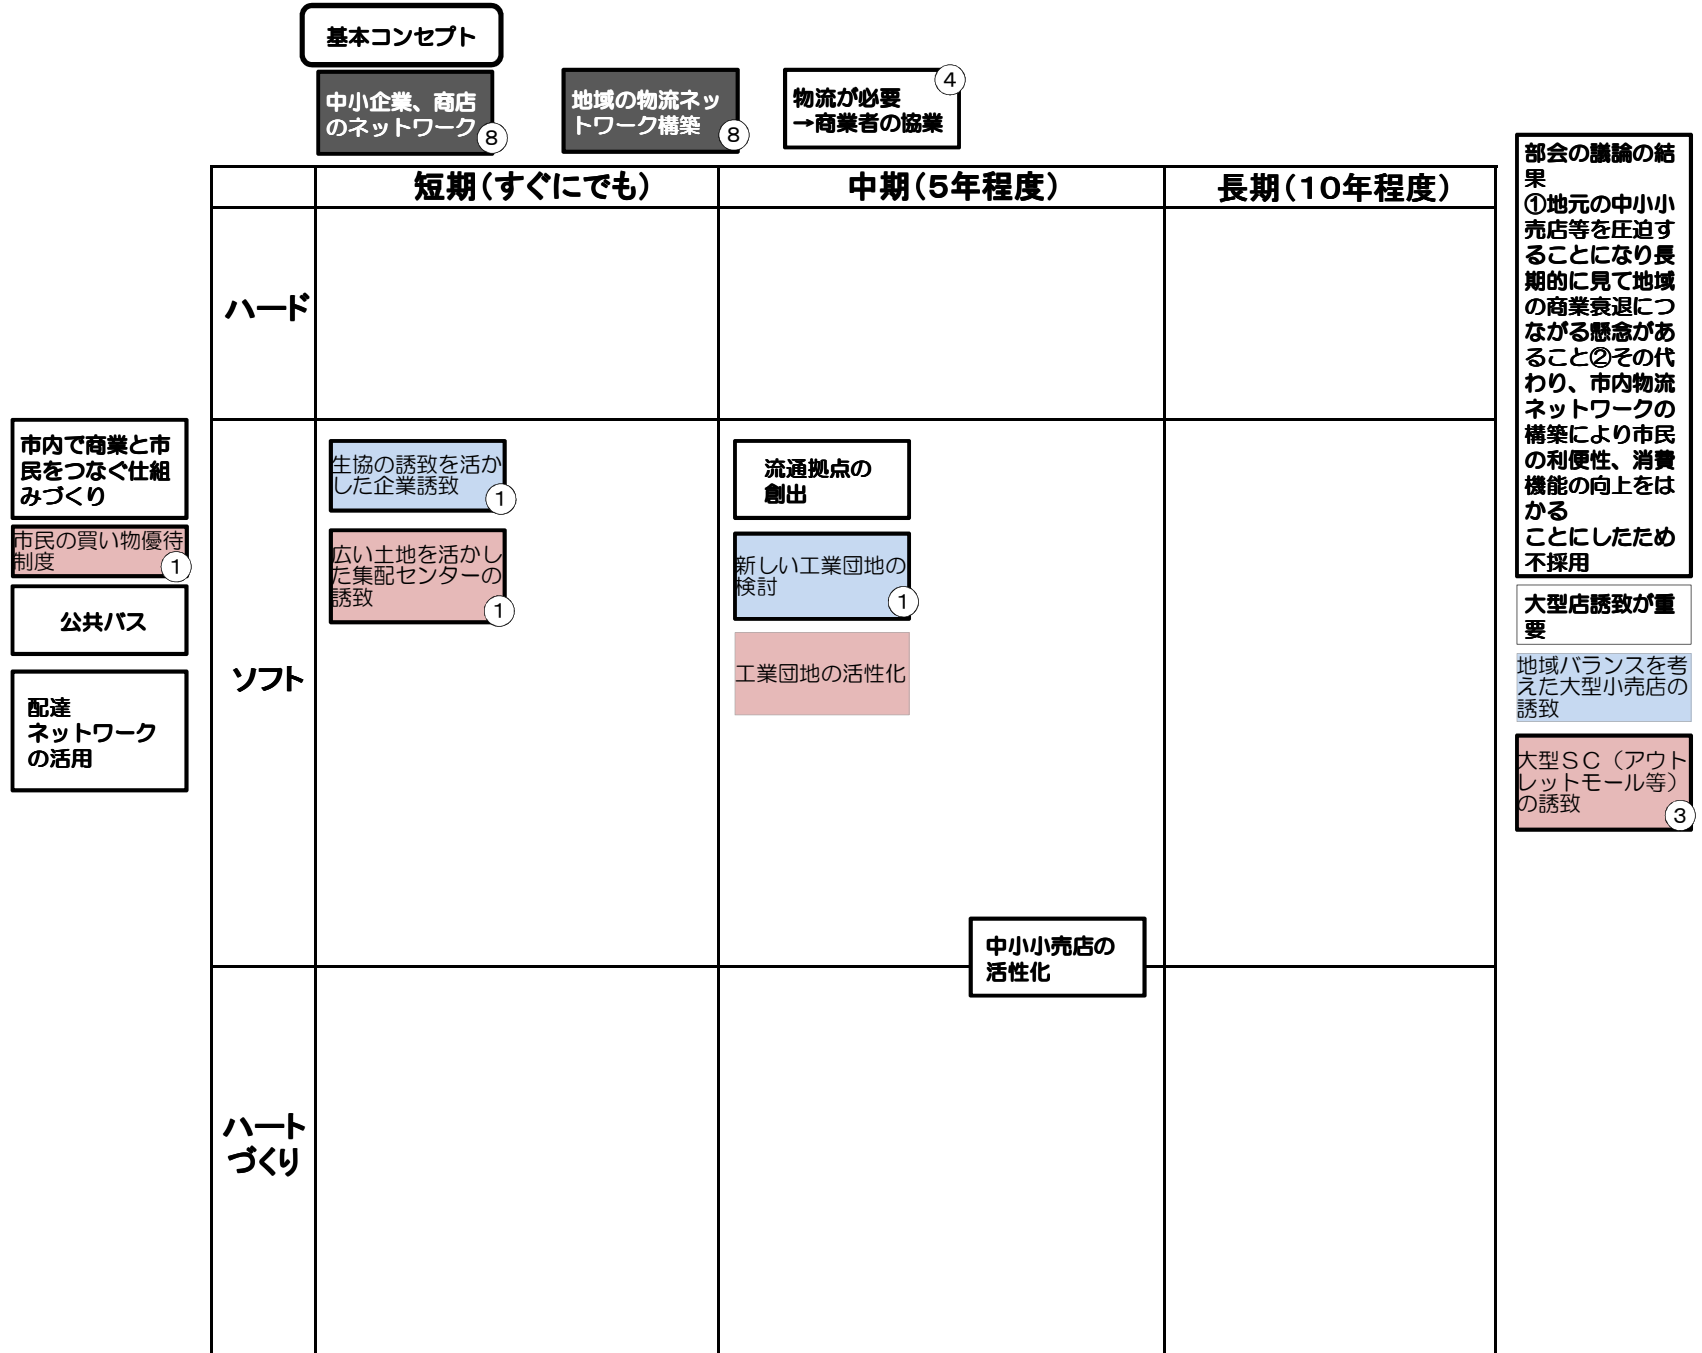 基本コンセプト
中小企業、商店
のネットワーク
8
地域の物流ネッ
トワーク構築
8
物流が必要
→商業者の協業
4
短期（すぐにでも）
中期（５年程度）
長期（１０年程度）
ハード
ソフト
ハート
づくり
市内で商業と市
民をつなぐ仕組
みづくり
市民の買い物優待
制度
1
公共バス
配達
ネットワーク
の活用
生協の誘致を活か
した企業誘致
1
広い土地を活かし
た集配センターの
誘致
1
流通拠点の
創出
新しい工業団地の
検討
1
工業団地の活性化
中小小売店の
活性化
部会の議論の結
果
①地元の中小小
売店等を圧迫す
ることになり長
期的に見て地域
の商業衰退につ
ながる懸念があ
ること②その代
わり、市内物流
ネットワークの
構築により市民
の利便性、消費
機能の向上をは
かる
ことにしたため
不採用
大型店誘致が重
要
地域バランスを考
えた大型小売店の
誘致
大型ＳＣ（アウト
レットモール等）
の誘致
3